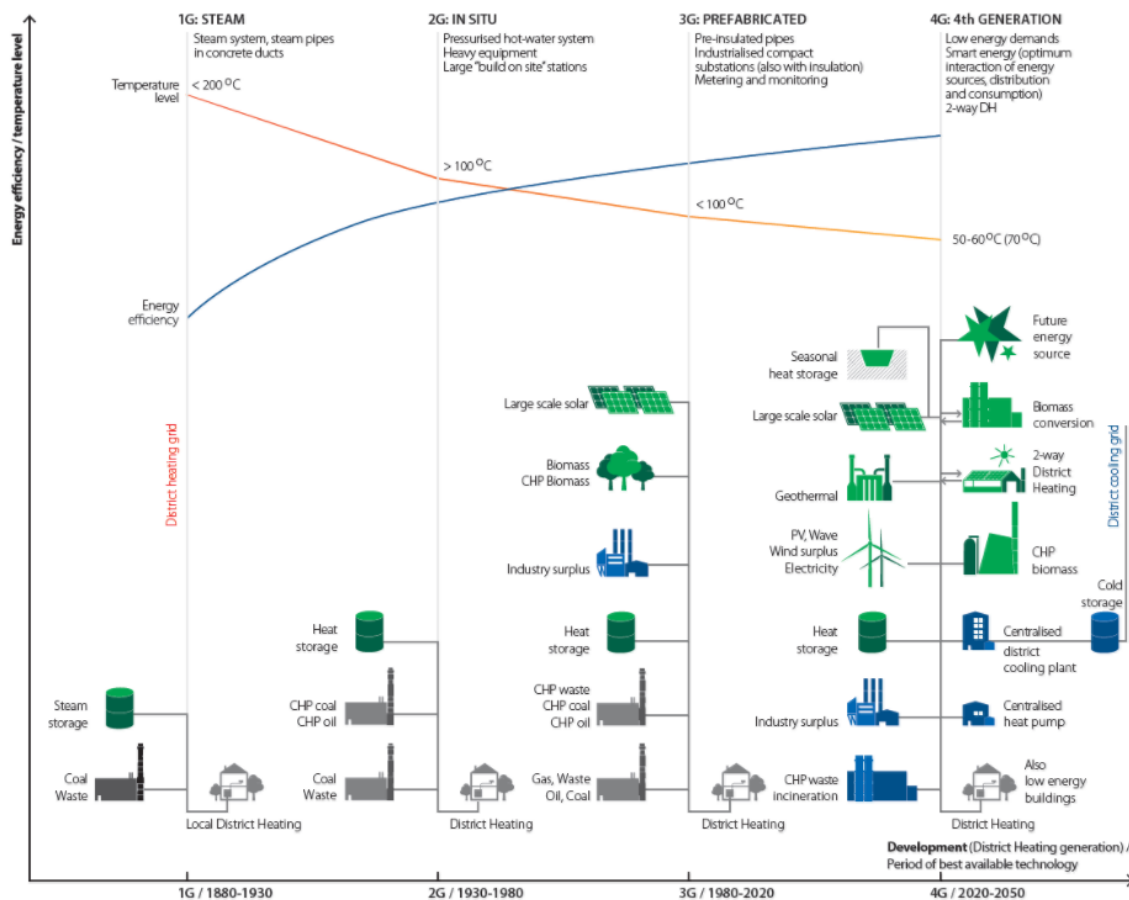 1G: STEAM
Steam system, steam pipes
in concrete ducts
2G: IN SITU
Pressurised hot-water system
Heavy equipment
Large "build on site" stations
3G: PREFABRICATED
Pre-insulated pipes
Industrialised compact
substations (also with insulation)
Metering and monitoring
4G: 4th GENERATION
Low energy demands
Smart energy (optimum
interaction of energy
sources, distribution
and consumption)
2-way DH
Energy efficiency / temperature level
Temperature
level
< 200 °C
> 100 °C
< 100 °C
50-60°C (70°C)
Energy
efficiency
District heating grid
Steam
storage
Coal
Waste
Local District Heating
Heat
storage
CHP coal
CHP oil
Coal
Waste
District Heating
Large scale solar
Biomass
CHP Biomass
Industry surplus
Heat
storage
CHP waste
CHP coal
CHP oil
Gas, Waste
Oil, Coal
District Heating
Seasonal
heat storage
Large scale solar
Geothermal
PV, Wave
Wind surplus
Electricity
Heat
storage
Industry surplus
CHP waste
incineration
Future
energy
source
Biomass
conversion
2-way
District
Heating
CHP
biomass
Centralised
district
cooling plant
Centralised
heat pump
Also
low energy
buildings
District Heating
Cold
storage
District cooling grid
Development (District Heating generation) /
Period of best available technology
1G / 1880-1930
2G / 1930-1980
3G / 1980-2020
4G / 2020-2050